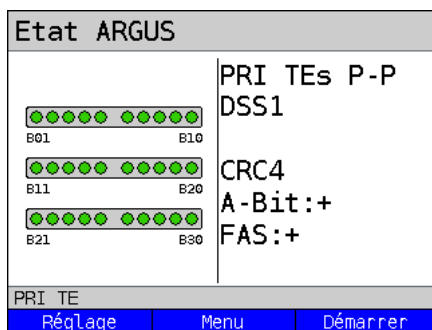 Etat ARGUS
PRI TEs P-P
DSS1
B01 B10
CRC4
B11 B20
A-Bit:+
FAS:+
B21 B30
PRI TE
Réglage Menu Démarrer